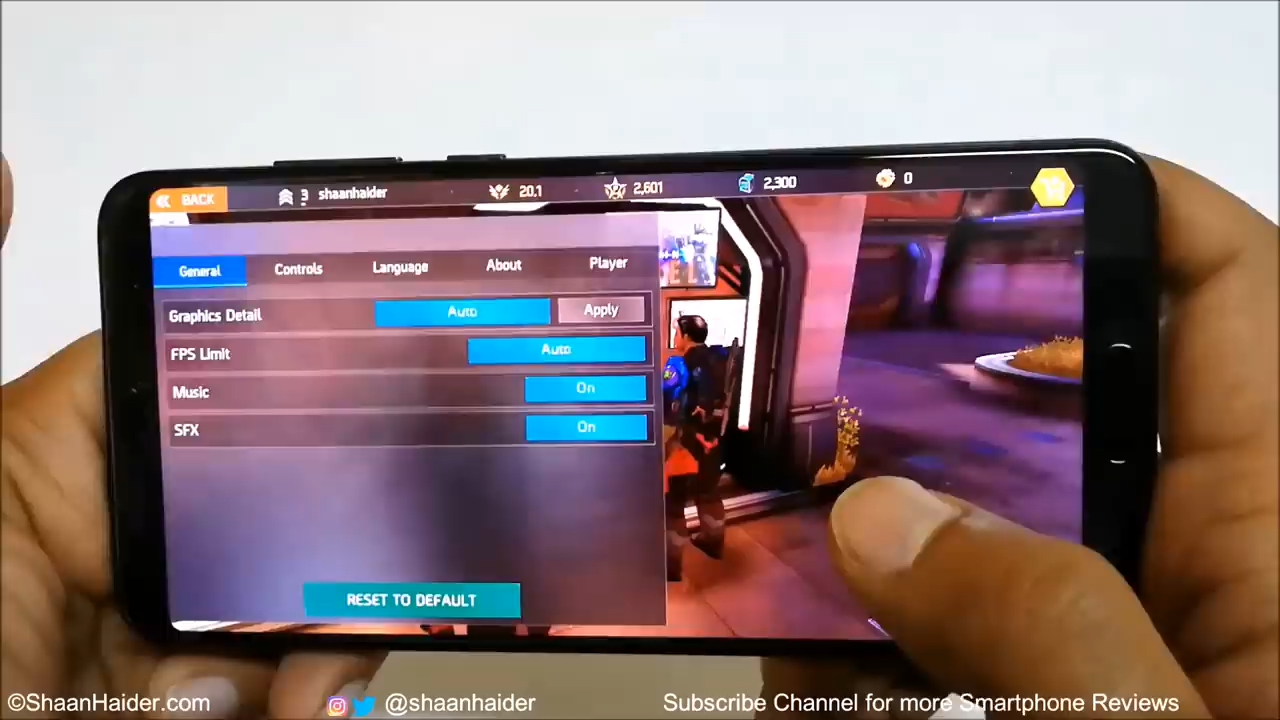 BACK 3 shaanhaider 20.1 2,601 2,300 0
General Controls Language About Player
Graphics Detail Auto Apply
FPS Limit Auto
Music On
SFX On
RESET TO DEFAULT
©ShaanHaider.com @shaanhaider Subscribe Channel for more Smartphone Reviews